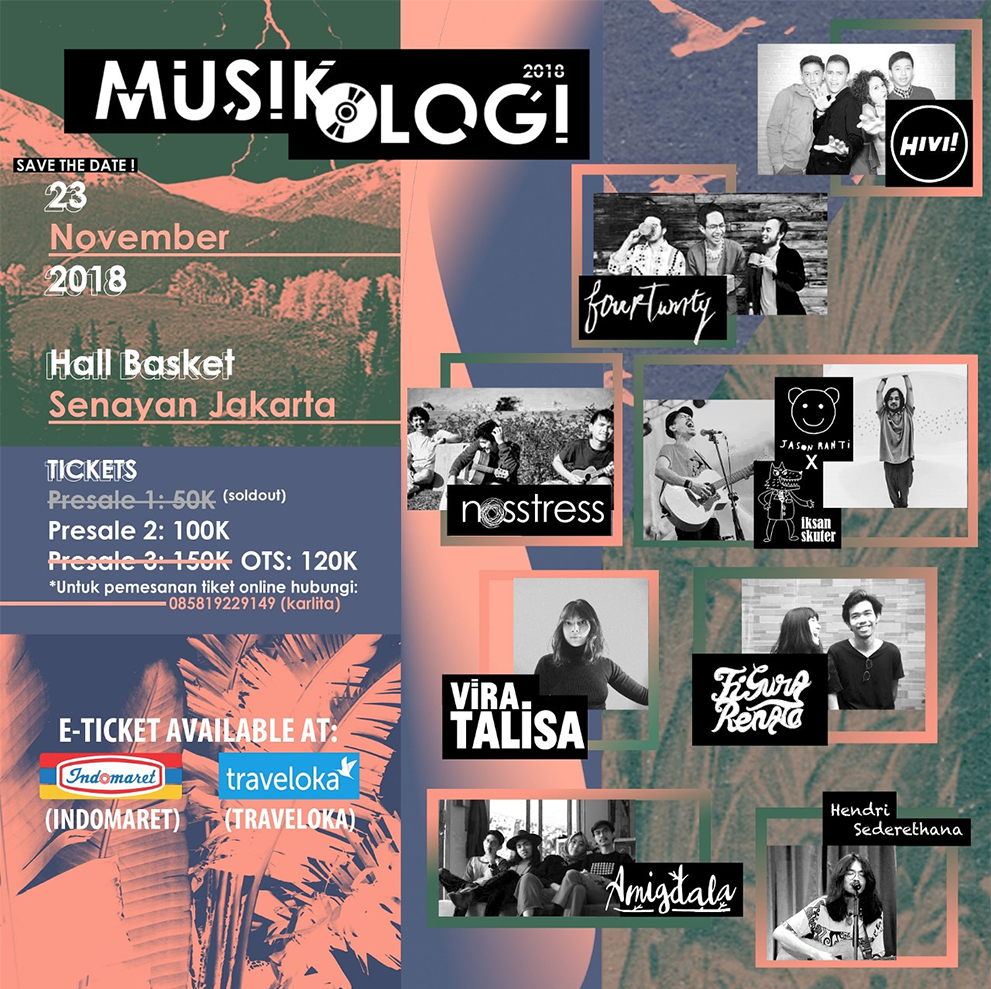 MUSIKOLOGI
2018
SAVE THE DATE !
23
November
2018
Hall Basket
Senayan Jakarta
TICKETS
Presale 1: 50K (soldout)
Presale 2: 100K
Presale 3: 150K OTS: 120K
*Untuk pemesanan tiket online hubungi:
085819229149 (karlita)
E-TICKET AVAILABLE AT:
Indomaret
traveloka
(INDOMARET)
(TRAVELOKA)
HIVI!
fourtwnty
nosstress
JASON RANTI
X
iksan
skuter
VIRA
TALISA
Figura
Renata
Amigdala
Hendri
Sederethana